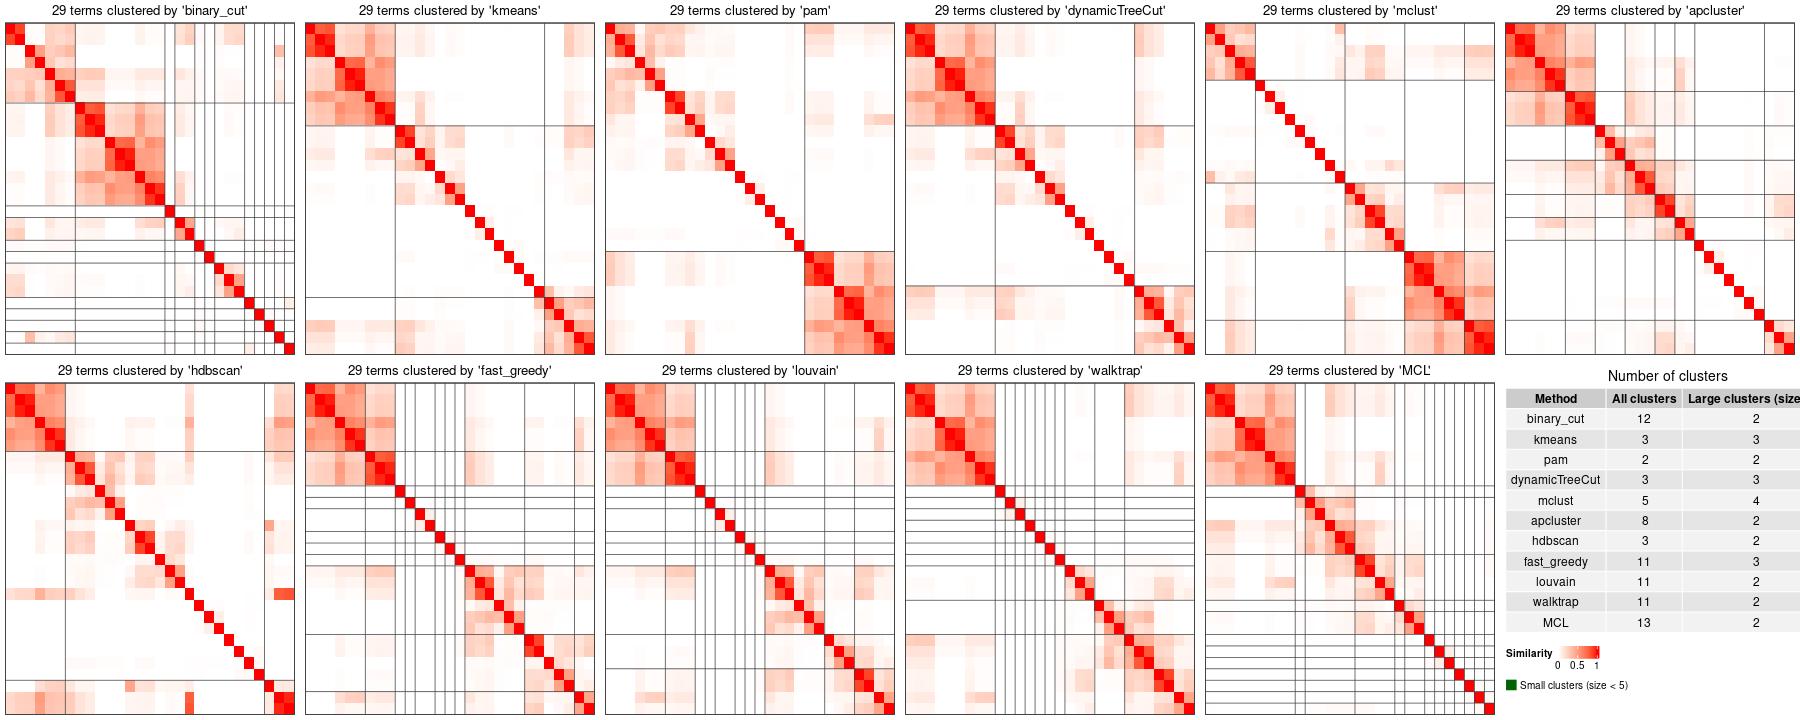 29 terms clustered by 'binary_cut'
29 terms clustered by 'kmeans'
29 terms clustered by 'pam'
29 terms clustered by 'dynamicTreeCut'
29 terms clustered by 'mclust'
29 terms clustered by 'apcluster'
29 terms clustered by 'hdbscan'
29 terms clustered by 'fast_greedy'
29 terms clustered by 'louvain'
29 terms clustered by 'walktrap'
29 terms clustered by 'MCL'
Number of clusters
Method All clusters Large clusters (size
binary_cut 12 2
kmeans 3 3
pam 2 2
dynamicTreeCut 3 3
mclust 5 4
apcluster 8 2
hdbscan 3 2
fast_greedy 11 3
louvain 11 2
walktrap 11 2
MCL 13 2
Similarity
0 0.5 1
Small clusters (size < 5)